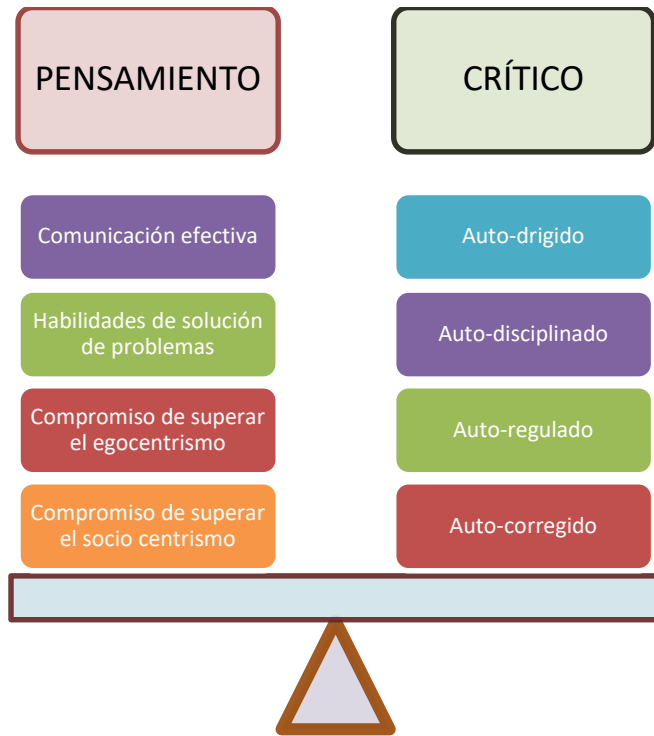 PENSAMIENTO
CRÍTICO
Comunicación efectiva
Habilidades de solución
de problemas
Compromiso de superar
el egocentrismo
Compromiso de superar
el socio centrismo
Auto-drigido
Auto-disciplinado
Auto-regulado
Auto-corregido